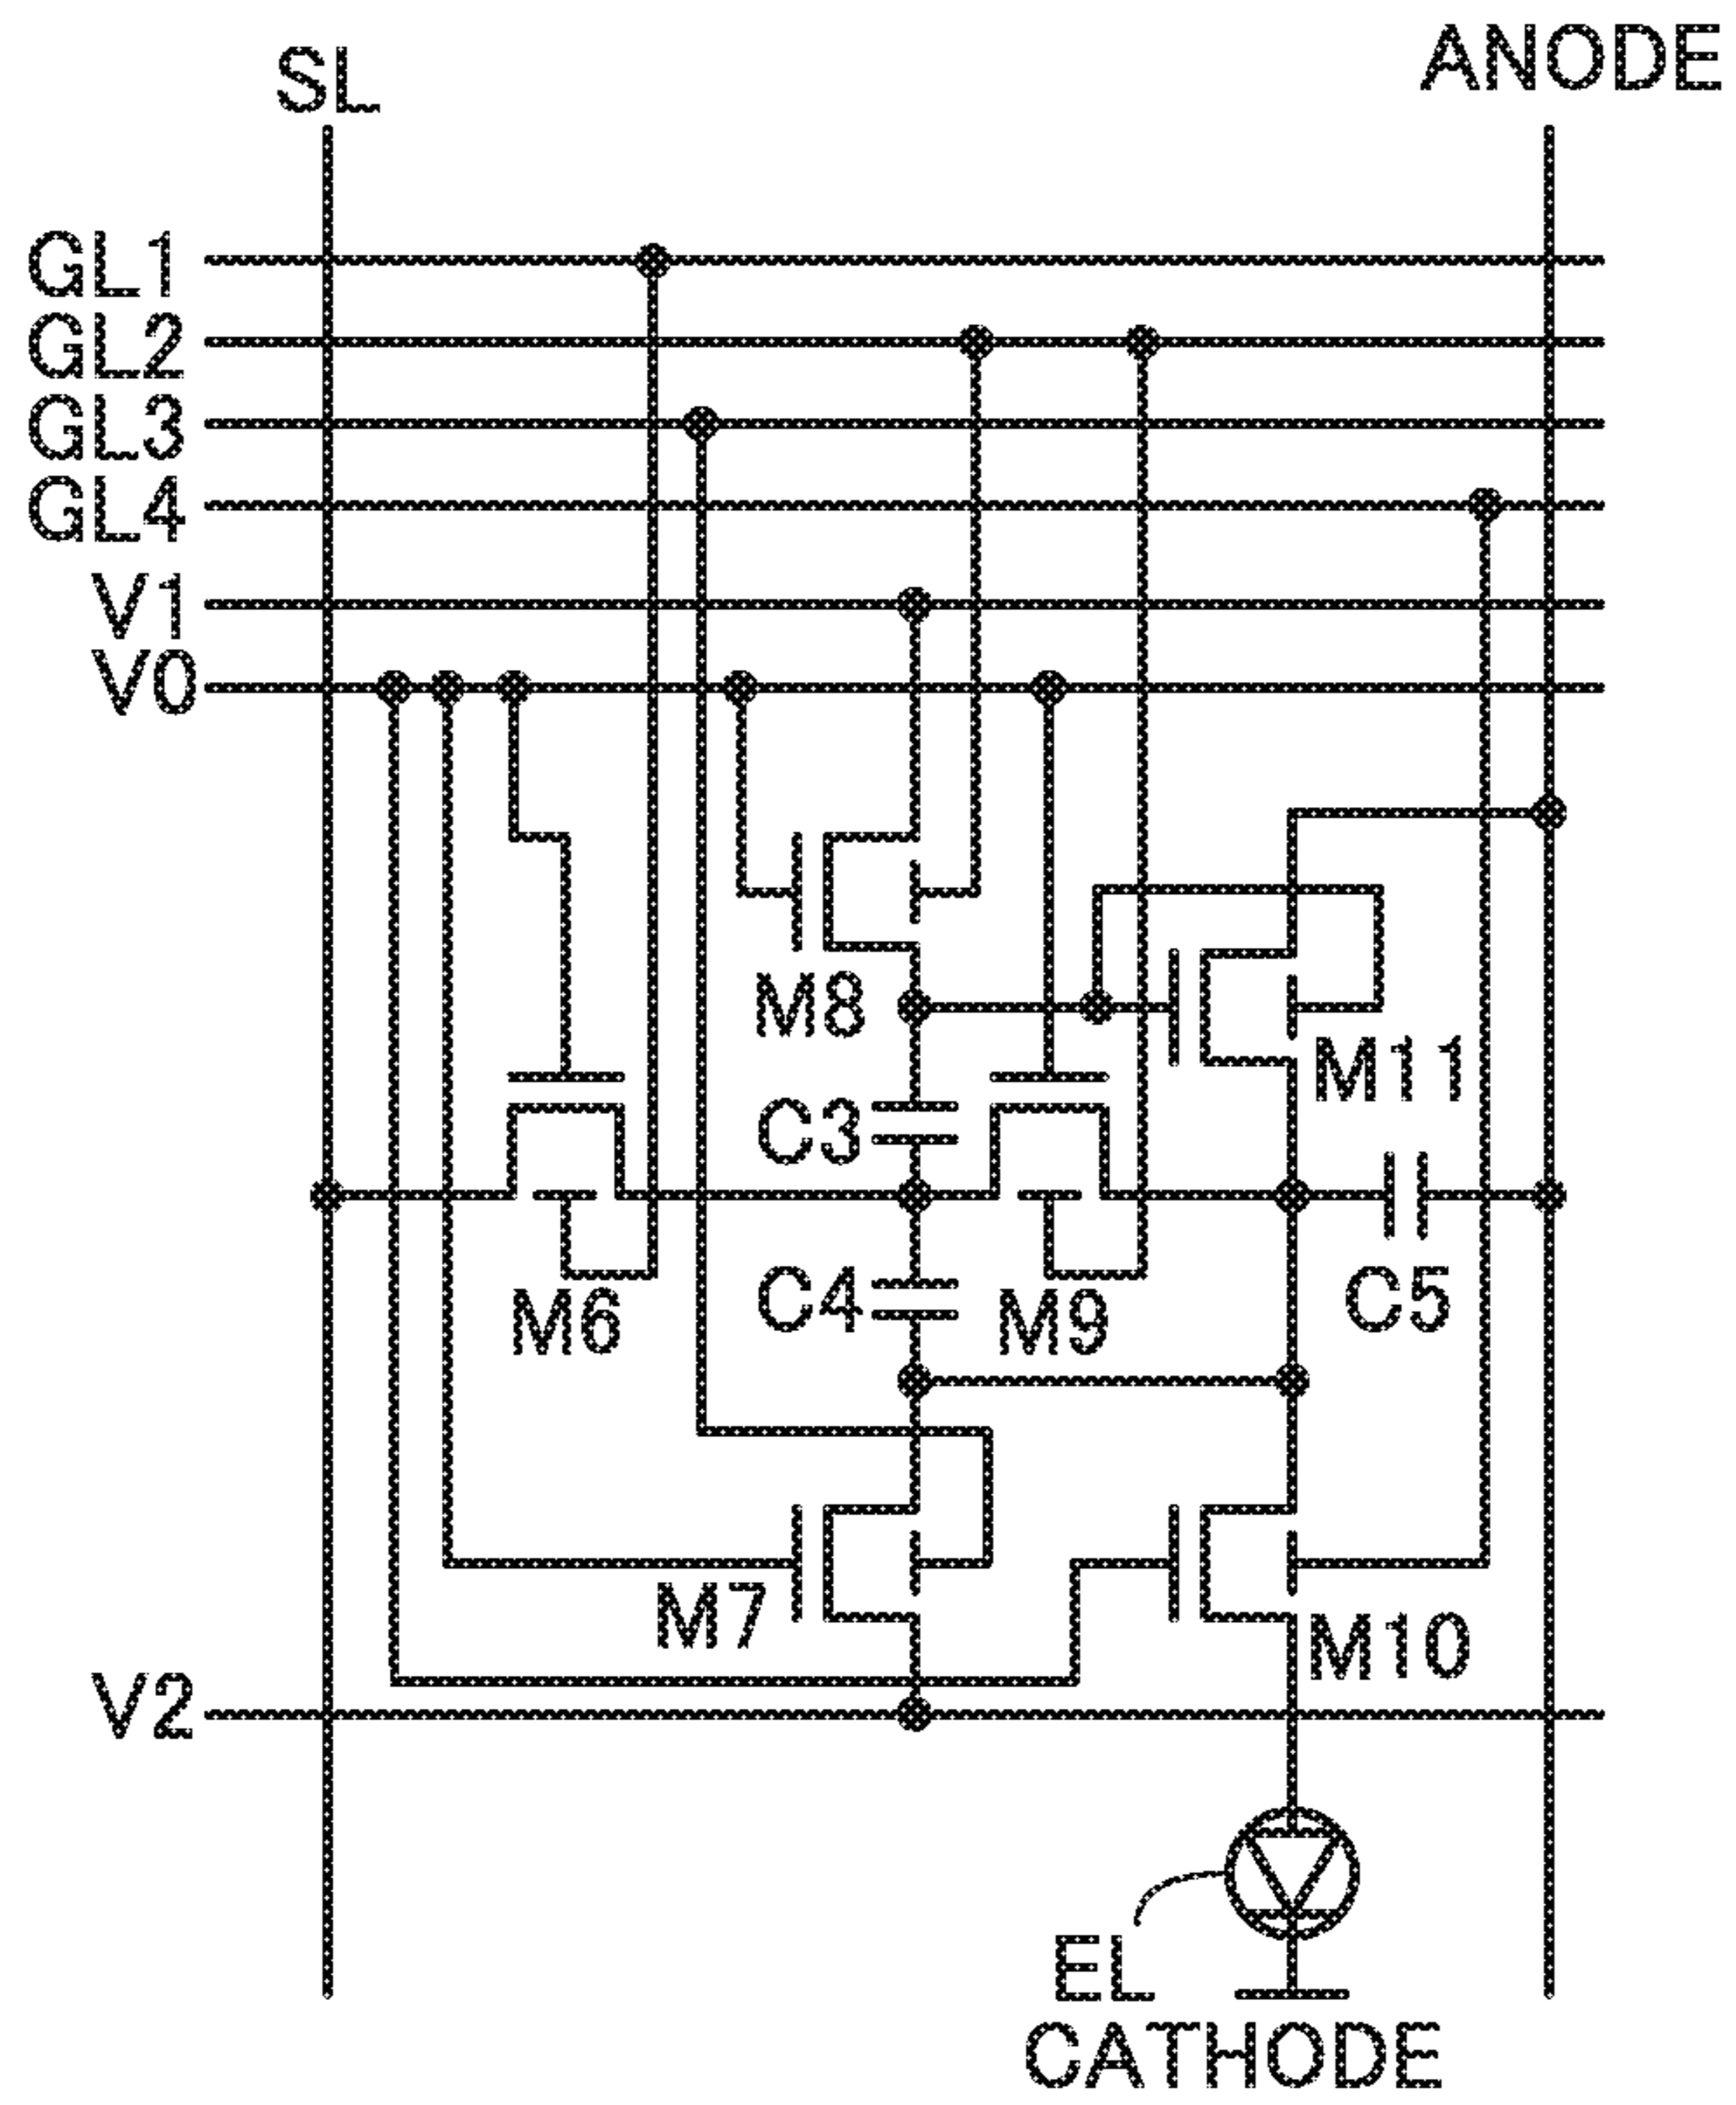 SL
ANODE
GL1
GL2
GL3
GL4
V1
V0
M8
M11
C3
C4
M6
M9
C5
M7
M10
V2
EL
CATHODE